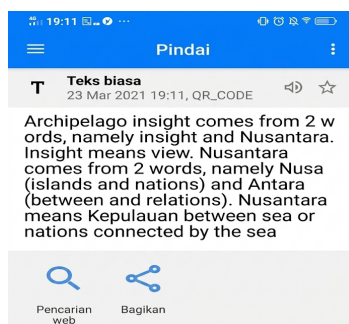 4G 19:11
Pindai
T Teks biasa
23 Mar 2021 19:11, QR_CODE
Archipelago insight comes from 2 w
ords, namely insight and Nusantara.
Insight means view. Nusantara
comes from 2 words, namely Nusa
(islands and nations) and Antara
(between and relations). Nusantara
means Kepulauan between sea or
nations connected by the sea
Pencarian Bagikan
web